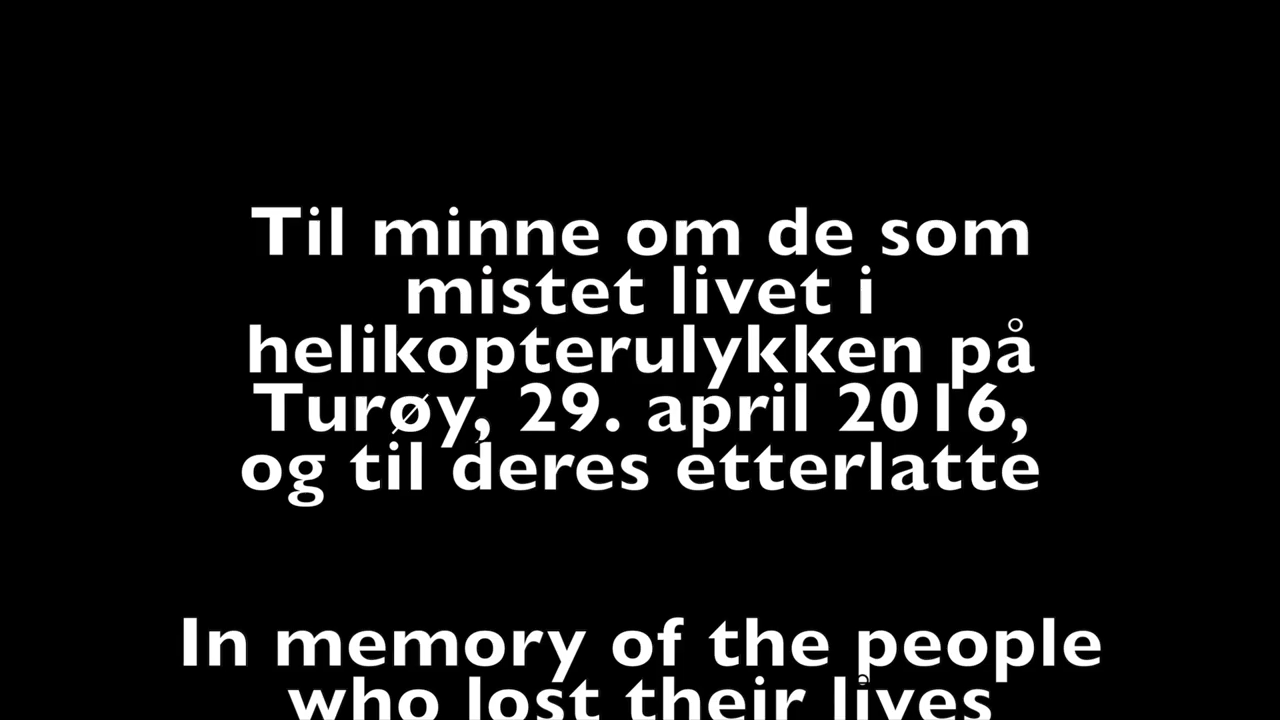 Til minne om de som
mistet livet i
helikopterulykken på
Turøy, 29. april 2016,
og til deres etterlatte
In memory of the people
who lost their lives